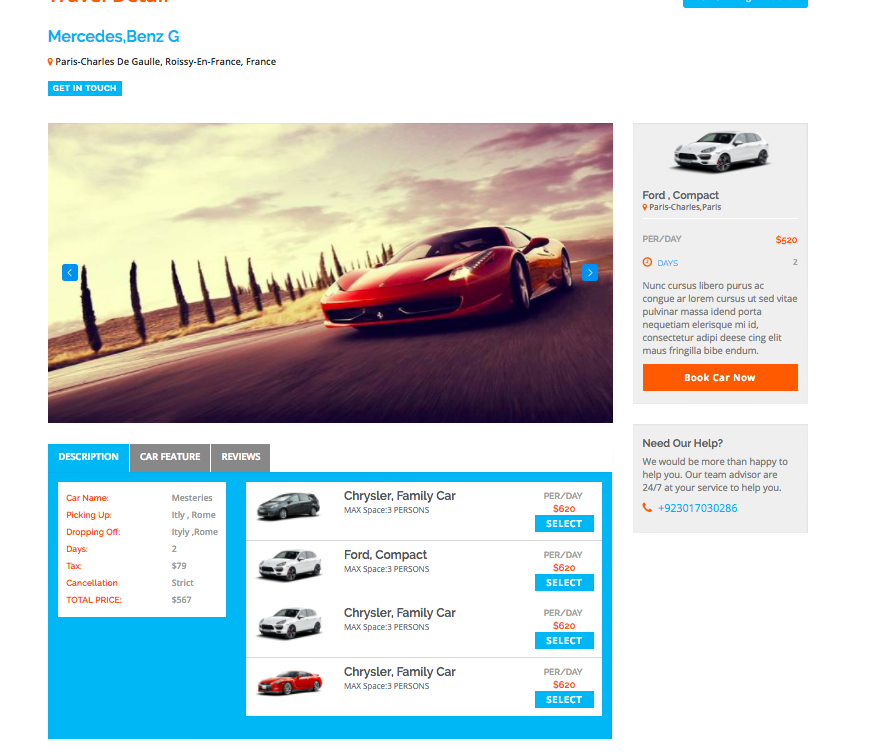 Travel Detail
Mercedes,Benz G
Paris-Charles De Gaulle, Roissy-En-France, France
GET IN TOUCH
Ford , Compact
Paris-Charles,Paris
PER/DAY $520
DAYS 2
Nunc cursus libero purus ac
congue ar lorem cursus ut sed vitae
pulvinar massa idend porta
nequetiam elerisque mi id,
consectetur adipi deese cing elit
maus fringilla bibe endum.
Book Car Now
Need Our Help?
We would be more than happy to
help you. Our team advisor are
24/7 at your service to help you.
+923017030286
DESCRIPTION CAR FEATURE REVIEWS
Car Name: Mesteries
Picking Up: Itly , Rome
Dropping Off: Ityly ,Rome
Days: 2
Tax: $79
Cancellation Strict
TOTAL PRICE: $567
Chrysler, Family Car
MAX Space:3 PERSONS
PER/DAY
$620
SELECT
Ford, Compact
MAX Space:3 PERSONS
PER/DAY
$620
SELECT
Chrysler, Family Car
MAX Space:3 PERSONS
PER/DAY
$620
SELECT
Chrysler, Family Car
MAX Space:3 PERSONS
PER/DAY
$620
SELECT